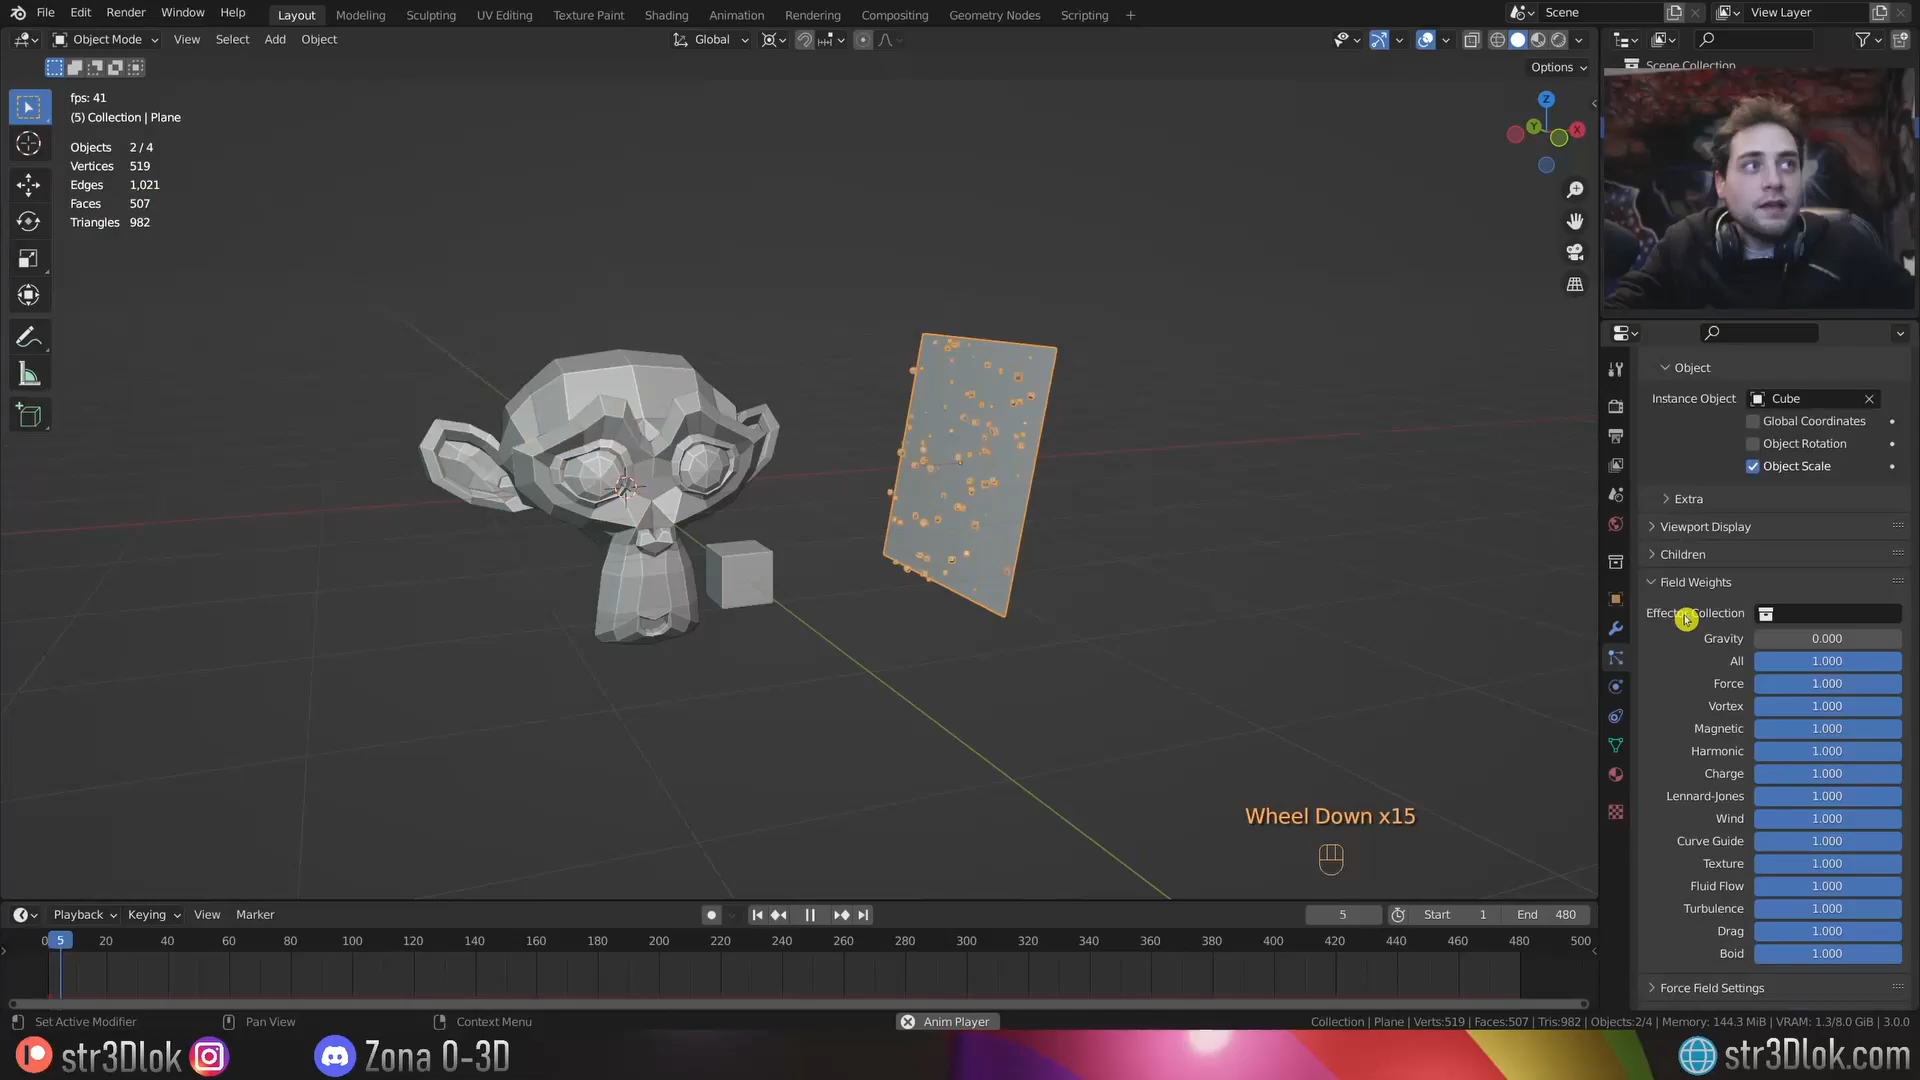 File Edit Render Window Help Layout Modeling Sculpting UV Editing Texture Paint Shading Animation Rendering Compositing Geometry Nodes Scripting + Scene View Layer
Object Mode View Select Add Object Global
Options
Scene Collection
fps: 41
(5) Collection | Plane
Objects 2 / 4
Vertices 519
Edges 1,021
Faces 507
Triangles 982
Z
Y
X
Object
Instance Object Cube
Global Coordinates
Object Rotation
Object Scale
Extra
Viewport Display
Children
Field Weights
Effector Collection
Gravity 0.000
All 1.000
Force 1.000
Vortex 1.000
Magnetic 1.000
Harmonic 1.000
Charge 1.000
Lennard-Jones 1.000
Wind 1.000
Curve Guide 1.000
Texture 1.000
Fluid Flow 1.000
Turbulence 1.000
Drag 1.000
Boid 1.000
Force Field Settings
Wheel Down x15
Playback Keying View Marker 5 Start 1 End 480
0 5 20 40 60 80 100 120 140 160 180 200 220 240 260 280 300 320 340 360 380 400 420 440 460 480 500
Set Active Modifier Pan View Context Menu Anim Player Collection | Plane | Verts:519 | Faces:507 | Tris:982 | Objects:2/4 | Memory: 144.3 MiB | VRAM: 1.3/8.0 GiB | 3.0.0
str3Dlok Zona 0-3D str3Dlok.com